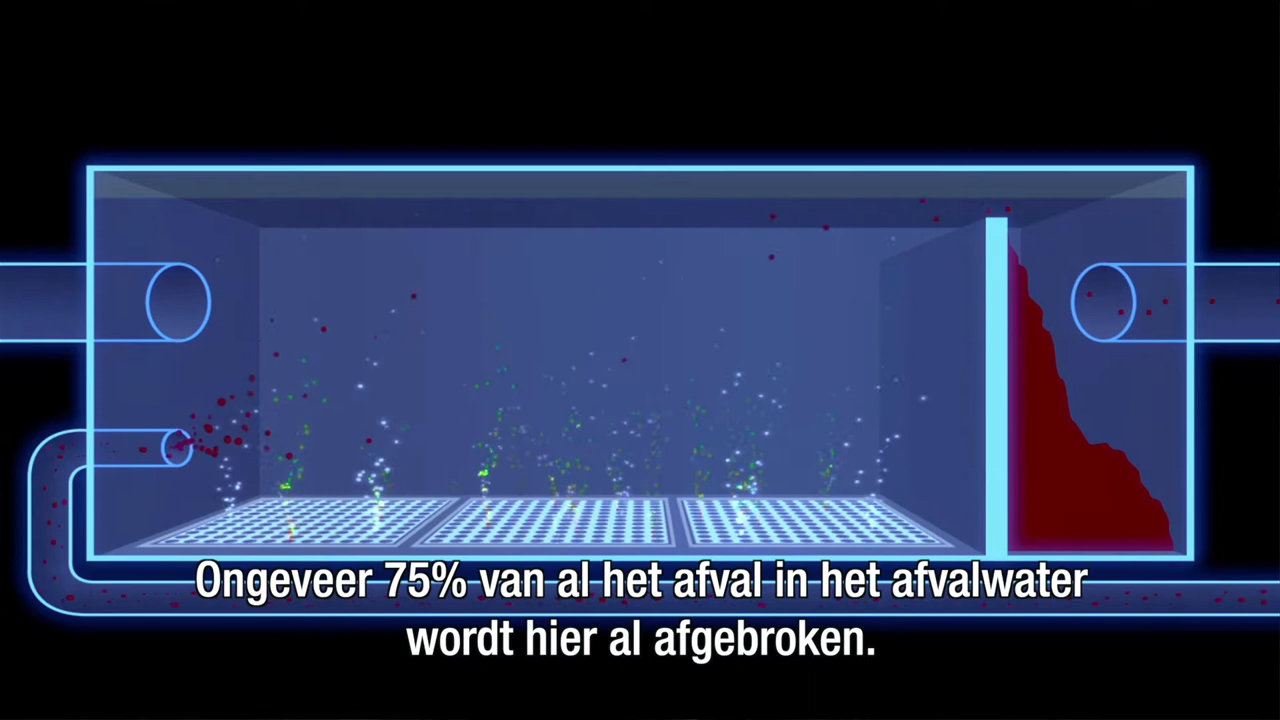 Ongeveer 75% van al het afval in het afvalwater
wordt hier al afgebroken.